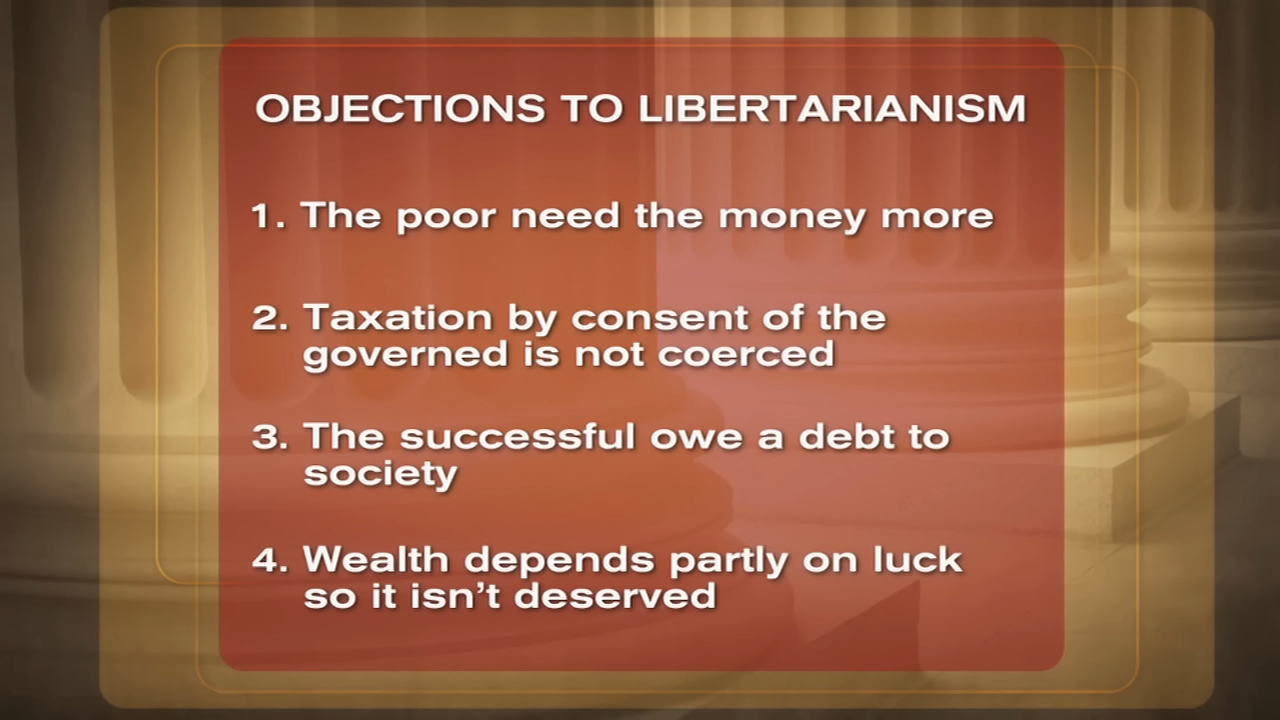 OBJECTIONS TO LIBERTARIANISM
1. The poor need the money more
2. Taxation by consent of the
governed is not coerced
3. The successful owe a debt to
society
4. Wealth depends partly on luck
so it isn’t deserved